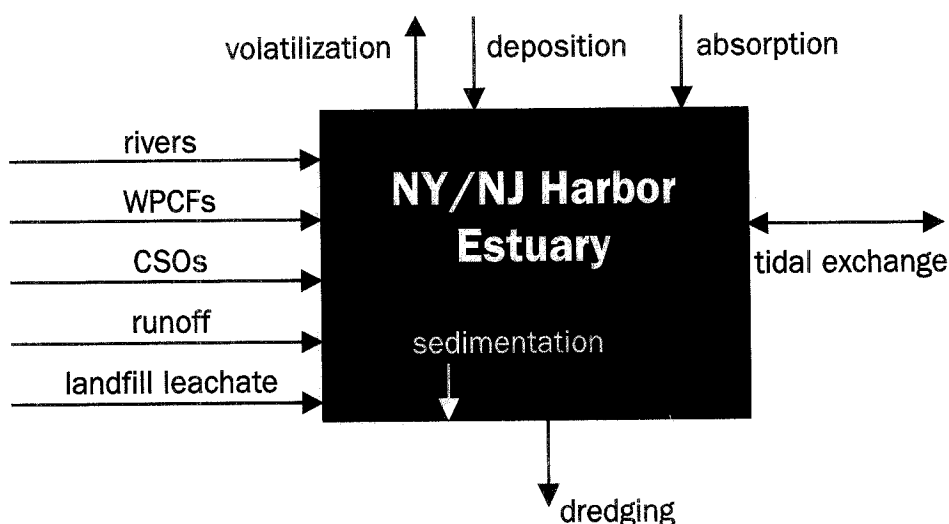 volatilization
deposition
absorption
rivers
WPCFs
CSOs
runoff
landfill leachate
NY/NJ Harbor
Estuary
sedimentation
tidal exchange
dredging